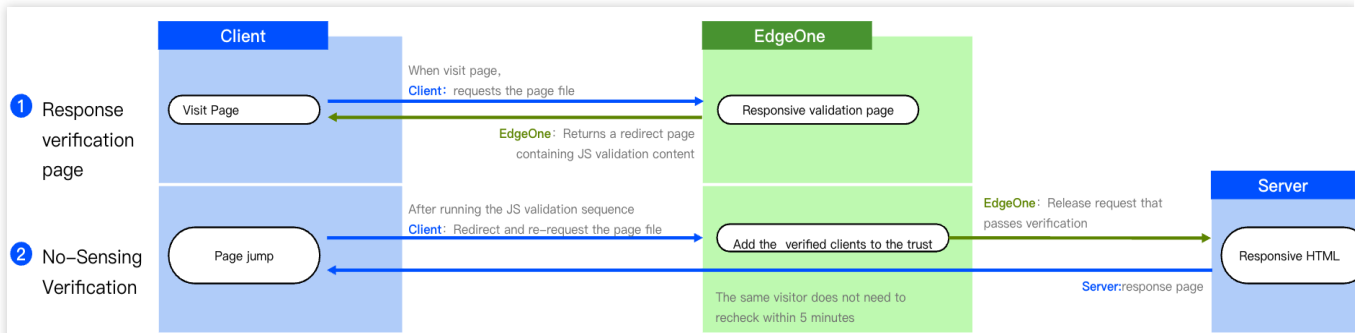 Client
EdgeOne
1
Response
verification
page
When visit page,
Client: requests the page file
Visit Page
Responsive validation page
EdgeOne: Returns a redirect page
containing JS validation content
Server
2
No-Sensing
Verification
After running the JS validation sequence
Client: Redirect and re-request the page file
Page jump
Add the verified clients to the trust
EdgeOne: Release request that
passes verification
Responsive HTML
Server:response page
The same visitor does not need to
recheck within 5 minutes